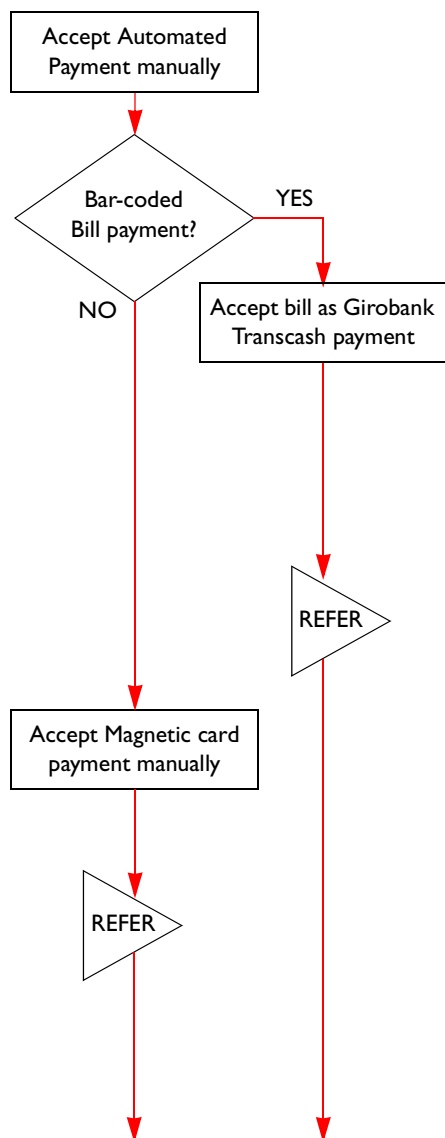 Accept Automated
Payment manually
Bar-coded
Bill payment?
YES
NO
Accept bill as Girobank
Transcash payment
REFER
Accept Magnetic card
payment manually
REFER